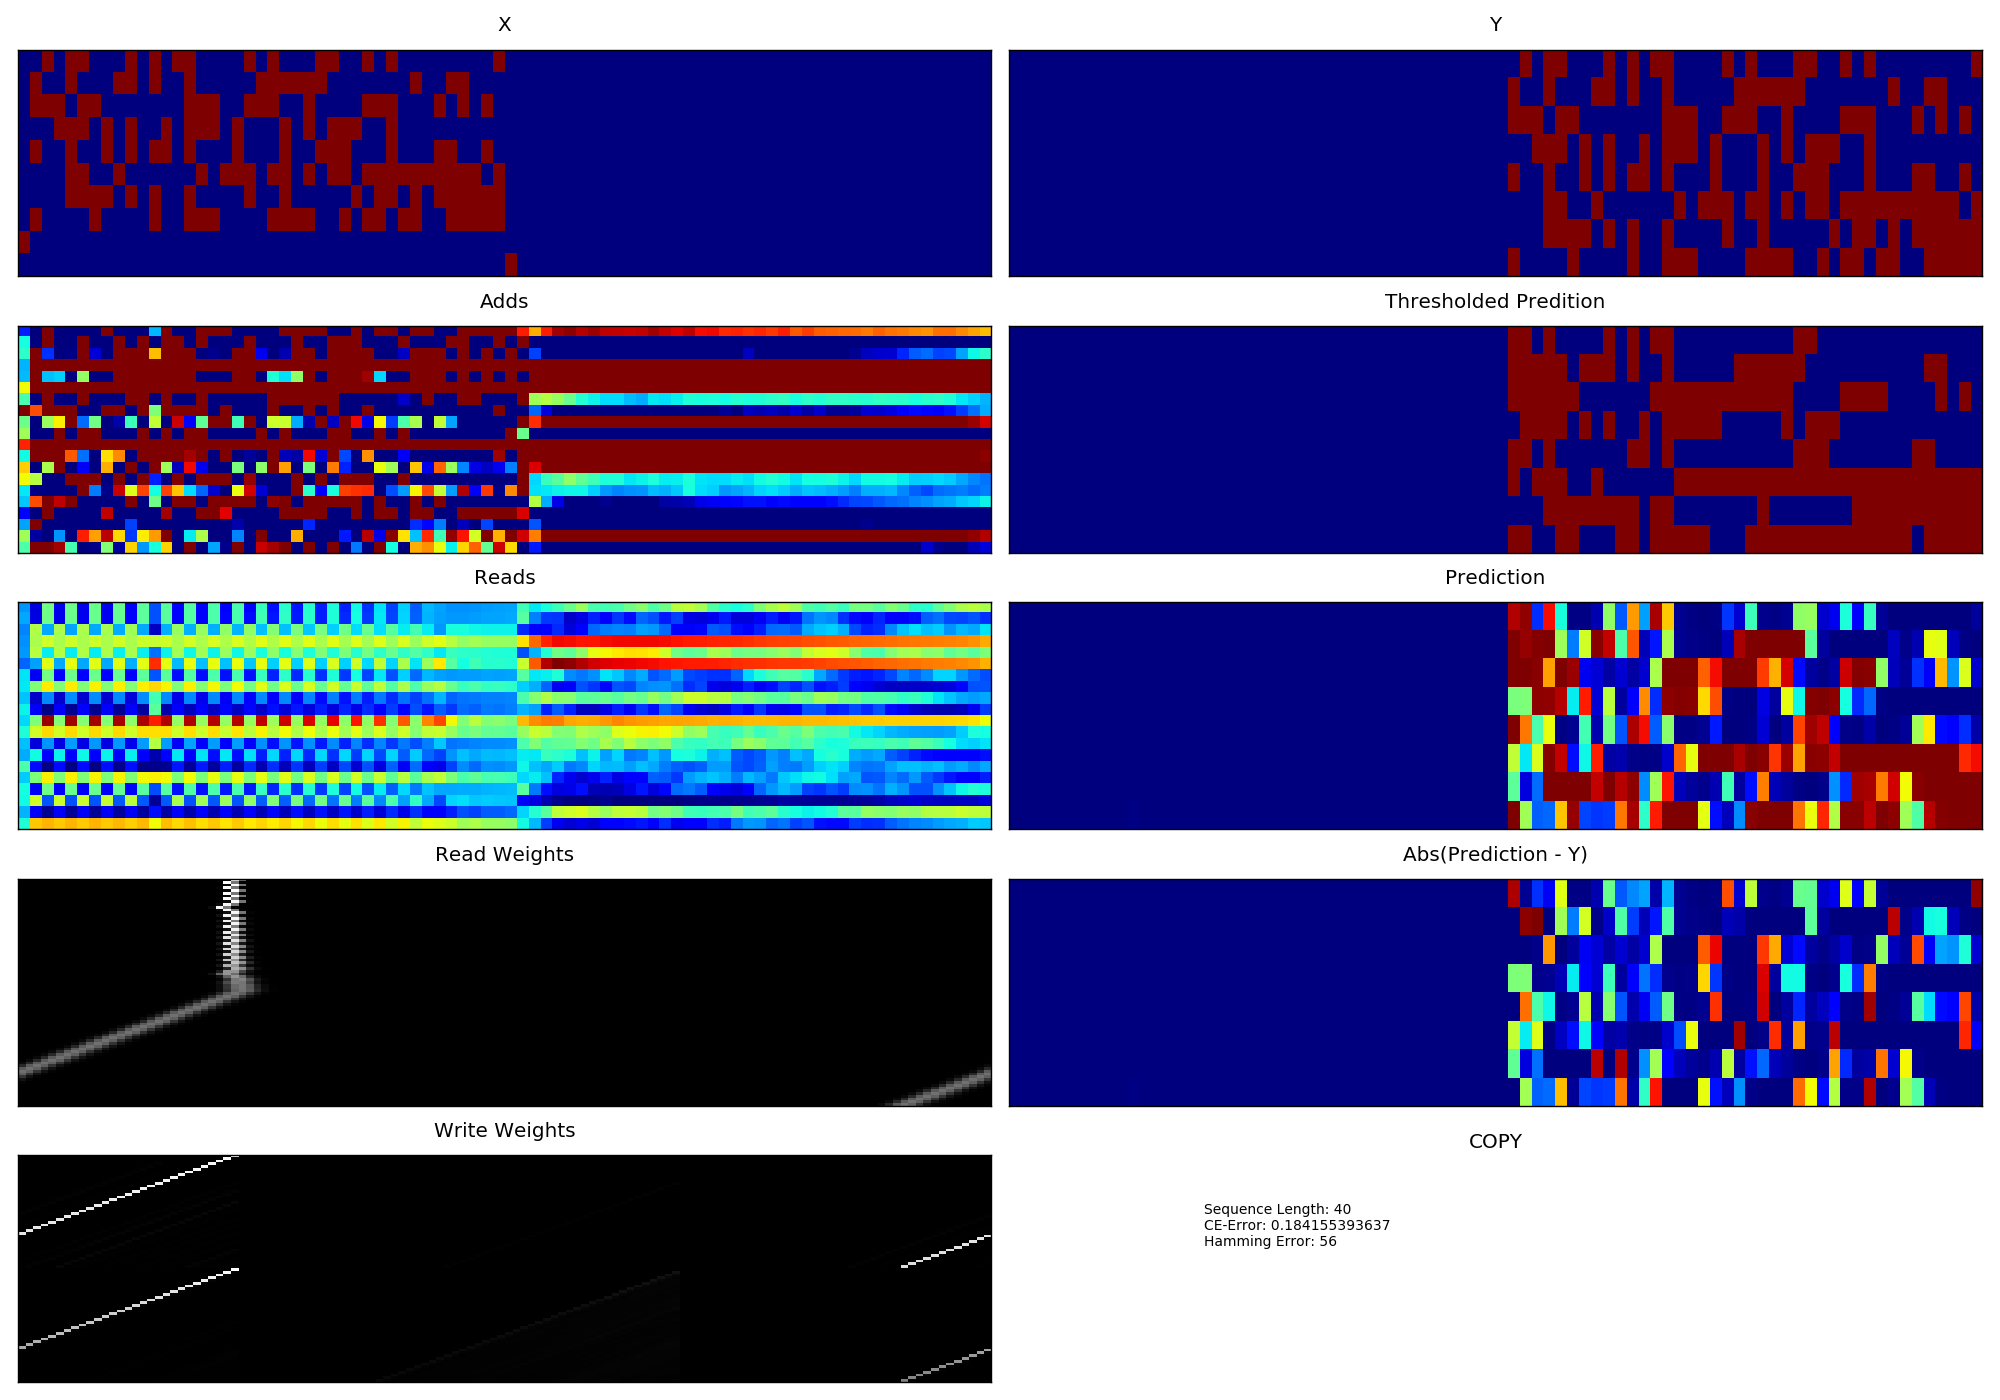 X
Y
Adds
Thresholded Predition
Reads
Prediction
Read Weights
Abs(Prediction - Y)
Write Weights
COPY
Sequence Length: 40
CE-Error: 0.184155393637
Hamming Error: 56